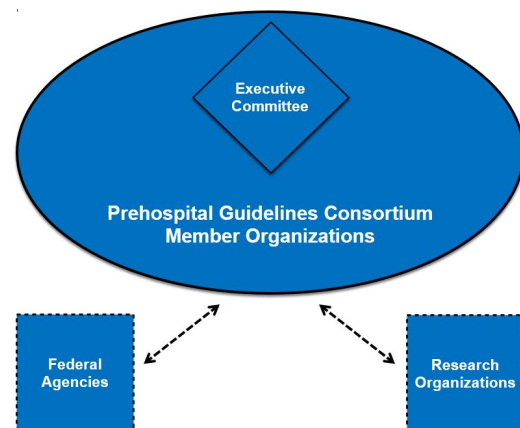 Executive
Committee
Prehospital Guidelines Consortium
Member Organizations
Federal
Agencies
Research
Organizations